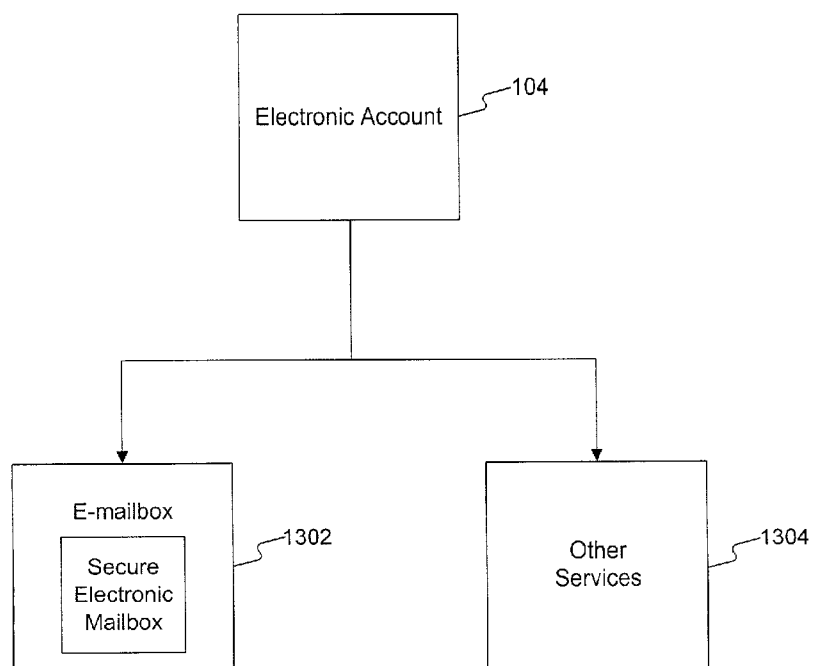 Electronic Account
104
E-mailbox
Secure
Electronic
Mailbox
1302
Other
Services
1304